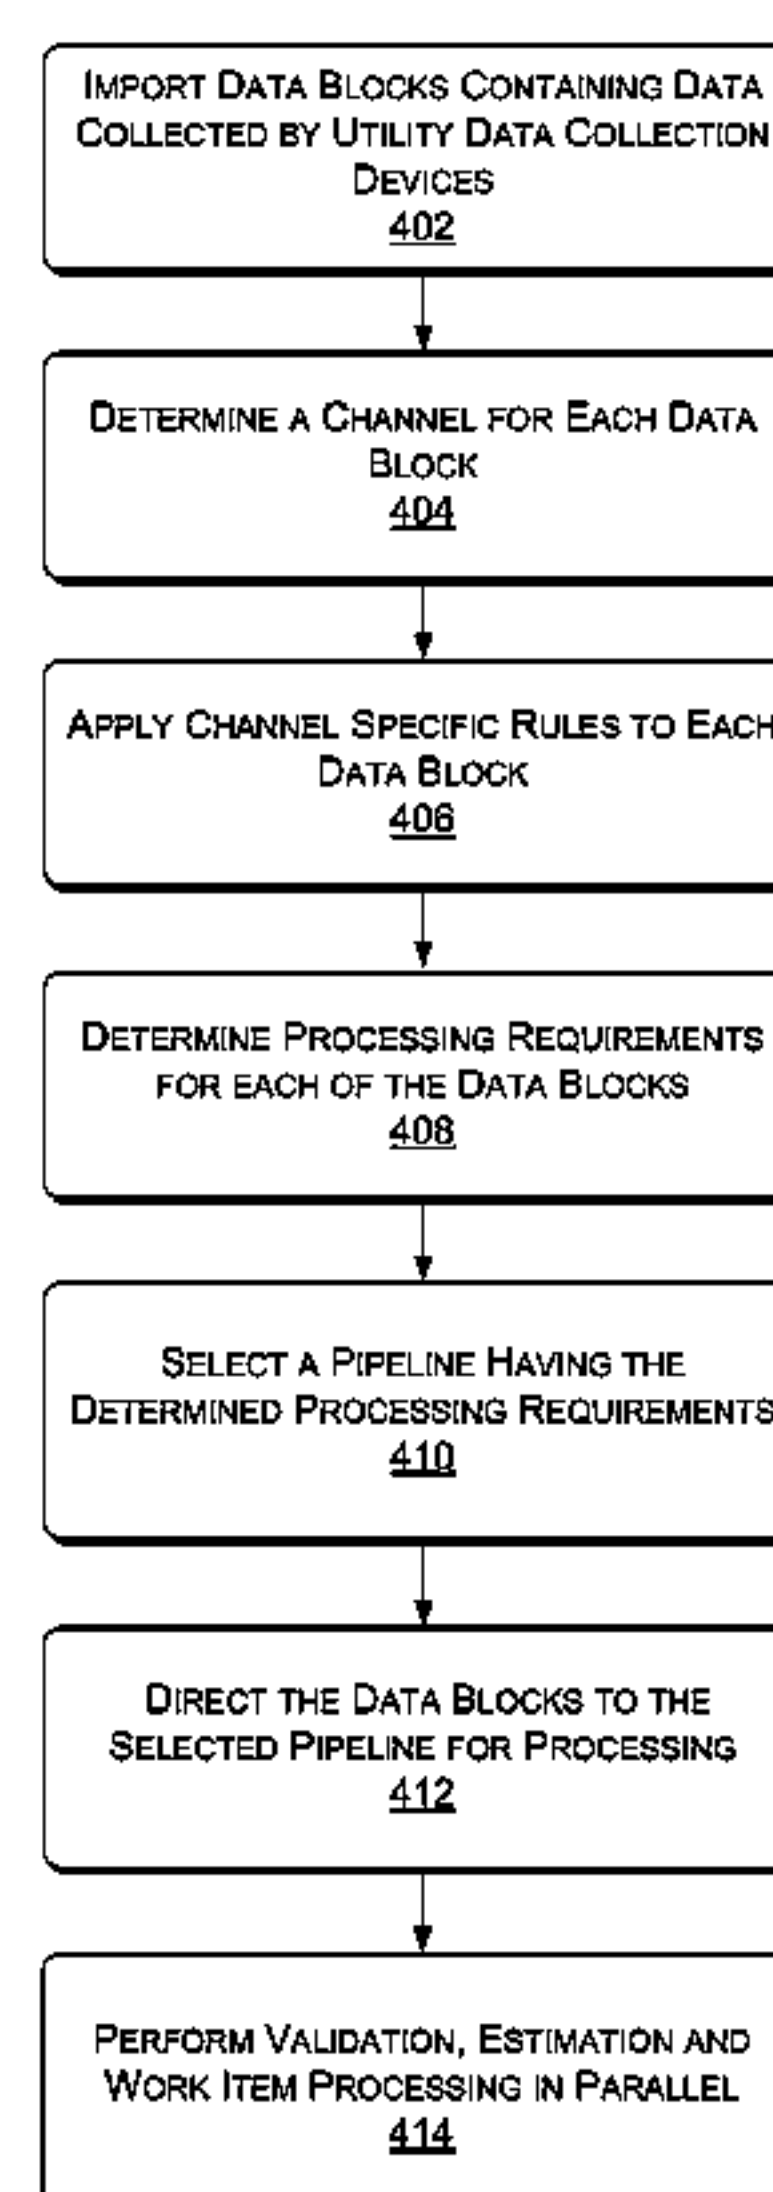 IMPORT DATA BLOCKS CONTAINING DATA
COLLECTED BY UTILITY DATA COLLECTION
DEVICES
402
DETERMINE A CHANNEL FOR EACH DATA
BLOCK
404
APPLY CHANNEL SPECIFIC RULES TO EACH
DATA BLOCK
406
DETERMINE PROCESSING REQUIREMENTS
FOR EACH OF THE DATA BLOCKS
408
SELECT A PIPELINE HAVING THE
DETERMINED PROCESSING REQUIREMENTS
410
DIRECT THE DATA BLOCKS TO THE
SELECTED PIPELINE FOR PROCESSING
412
PERFORM VALIDATION, ESTIMATION AND
WORK ITEM PROCESSING IN PARALLEL
414